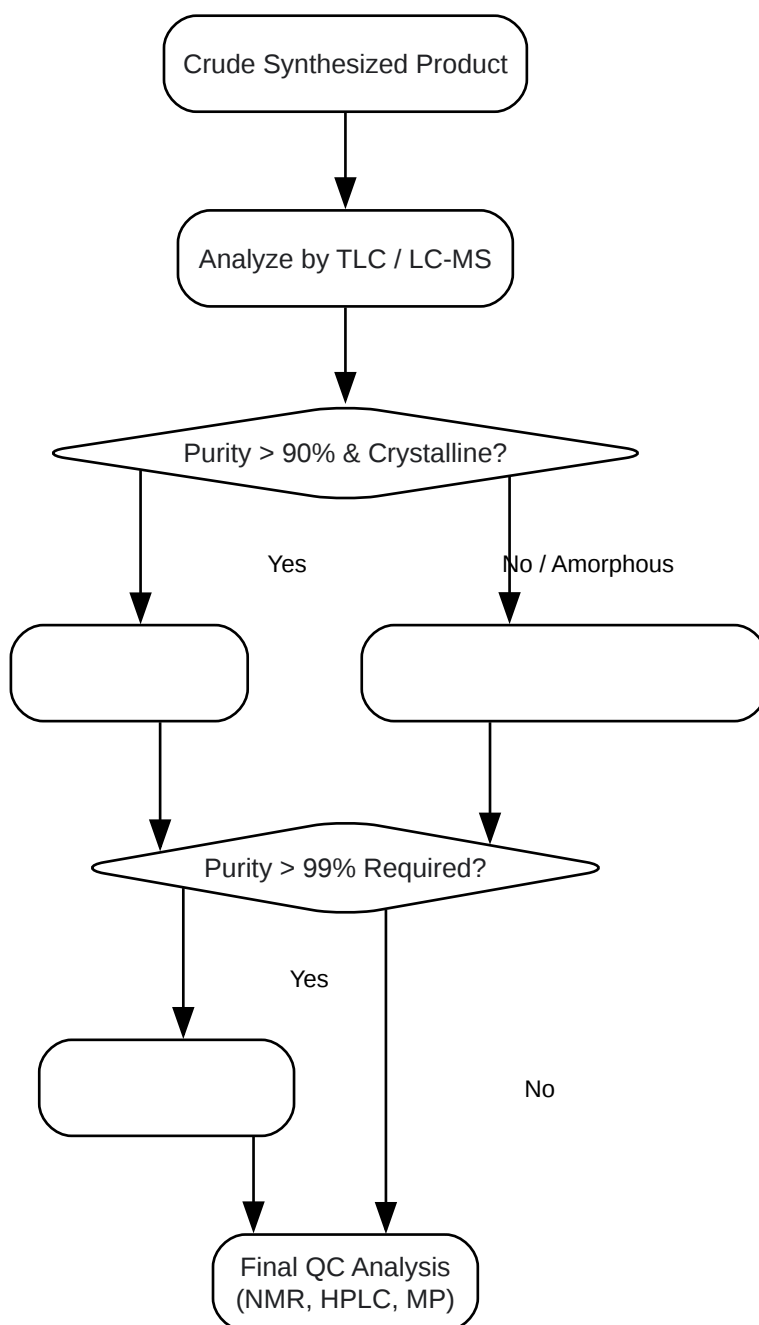 Crude Synthesized Product
Analyze by TLC / LC-MS
Purity > 90% & Crystalline?
Yes
No / Amorphous
Purity > 99% Required?
Yes
No
Final QC Analysis
(NMR, HPLC, MP)